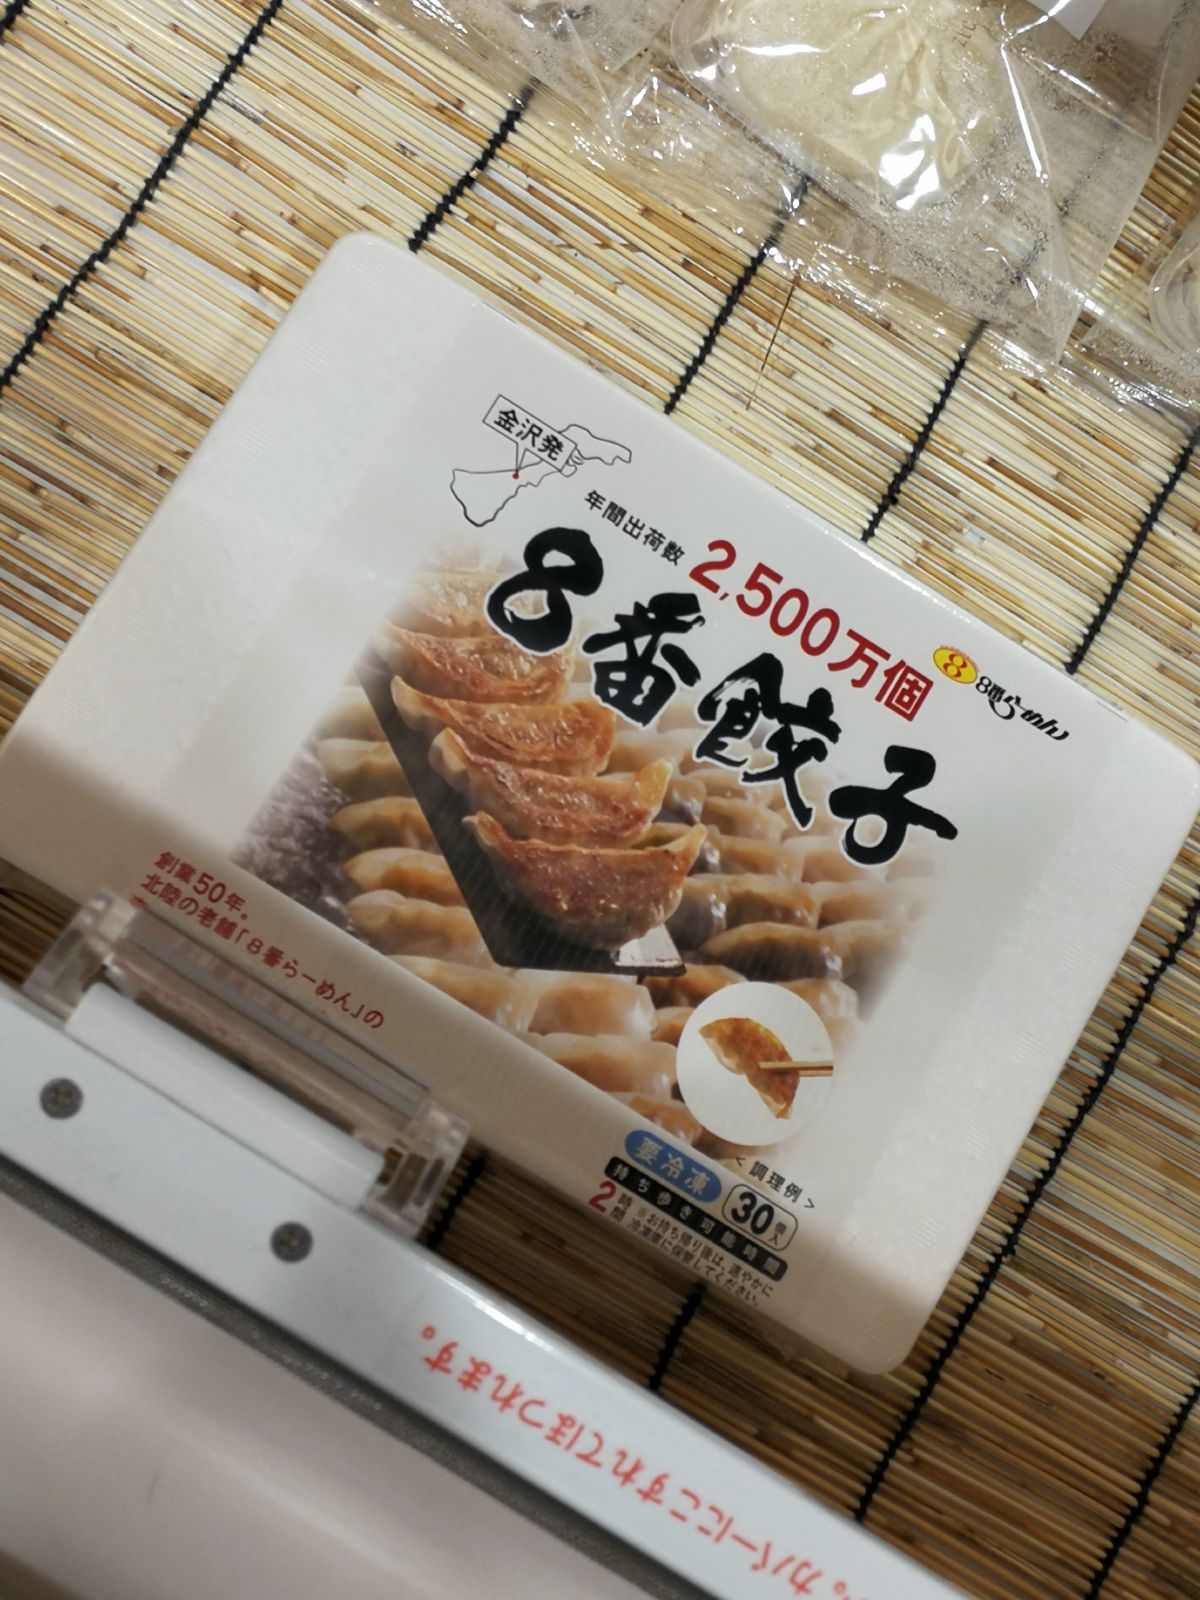 金沢発
年間出荷数 2,500万個
8 8番らーめん
8番餃子
創業50年。
北陸の老舗「8番らーめん」の
<調理例>
要冷凍
30個入
持ち歩き可能時間
2時間
※お持ち帰り後は、速やかに
冷凍庫に保管してください。
カバーにこすれてほつれます。